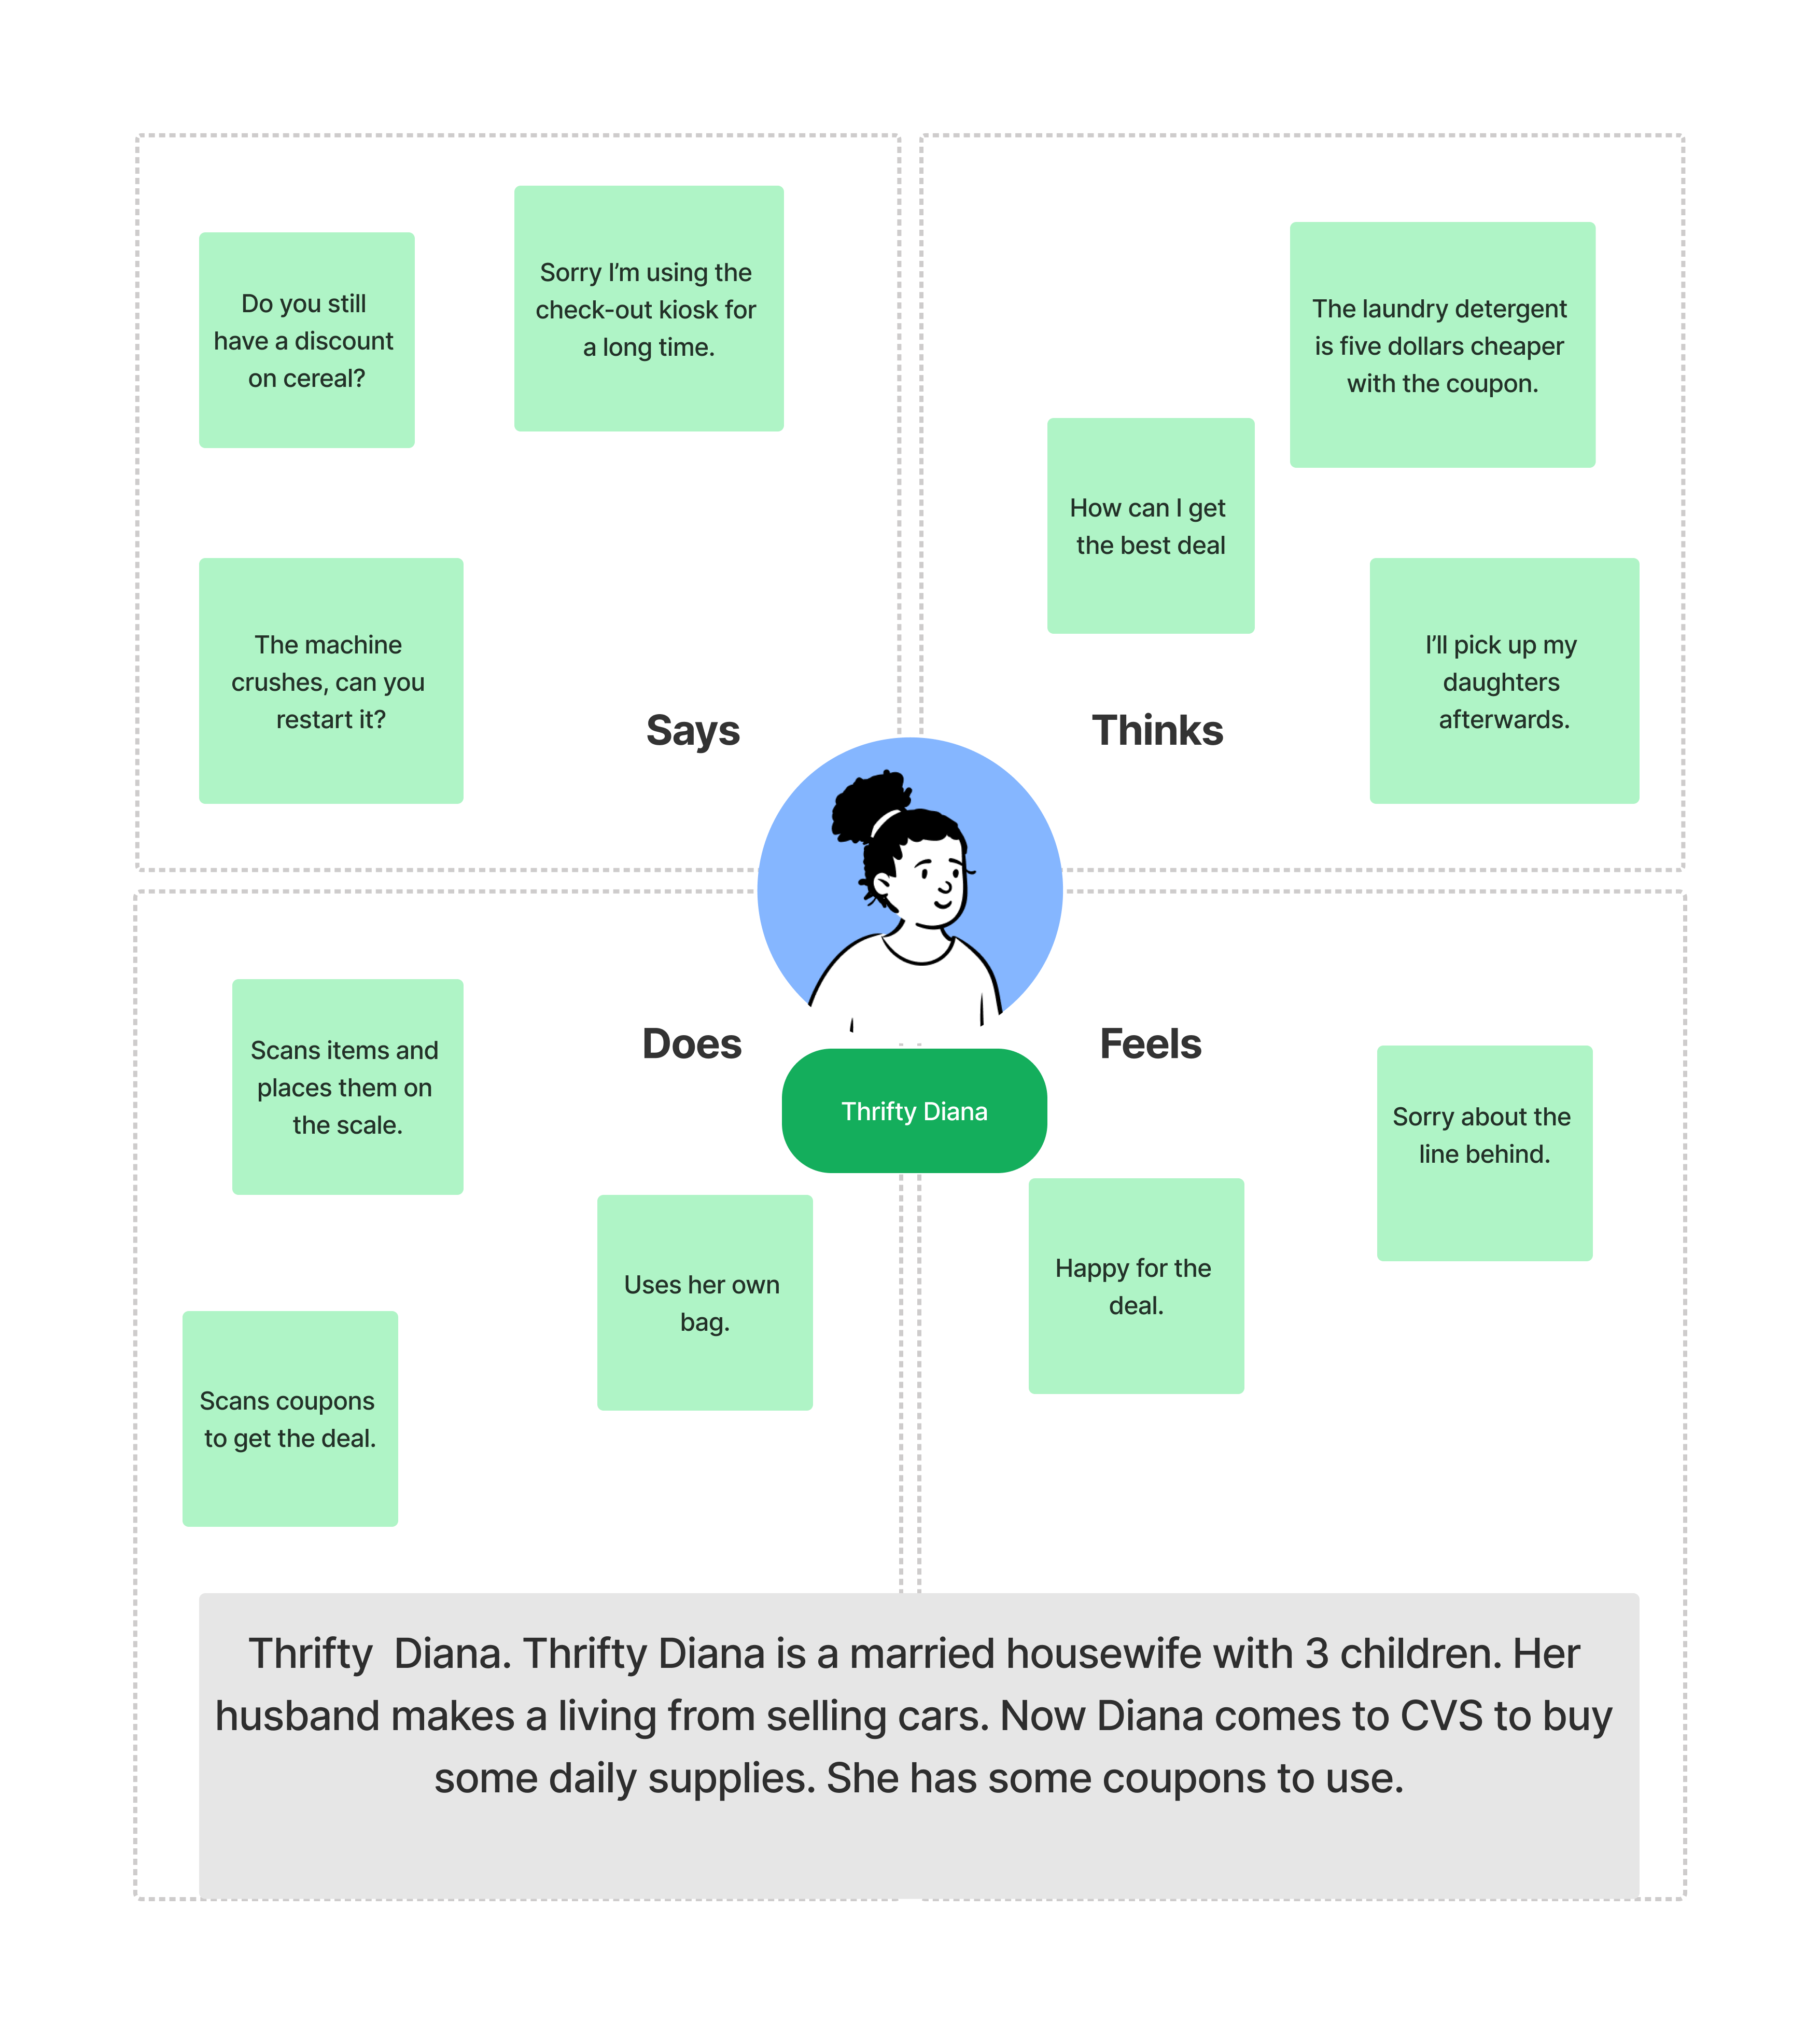 Do you still
have a discount
on cereal?
Sorry I’m using the
check-out kiosk for
a long time.
The machine
crushes, can you
restart it?
Says
The laundry detergent
is five dollars cheaper
with the coupon.
How can I get
the best deal
I’ll pick up my
daughters
afterwards.
Thinks
Does
Scans items and
places them on
the scale.
Uses her own
bag.
Scans coupons
to get the deal.
Thrifty Diana
Feels
Sorry about the
line behind.
Happy for the
deal.
Thrifty  Diana. Thrifty Diana is a married housewife with 3 children. Her
husband makes a living from selling cars. Now Diana comes to CVS to buy
some daily supplies. She has some coupons to use.